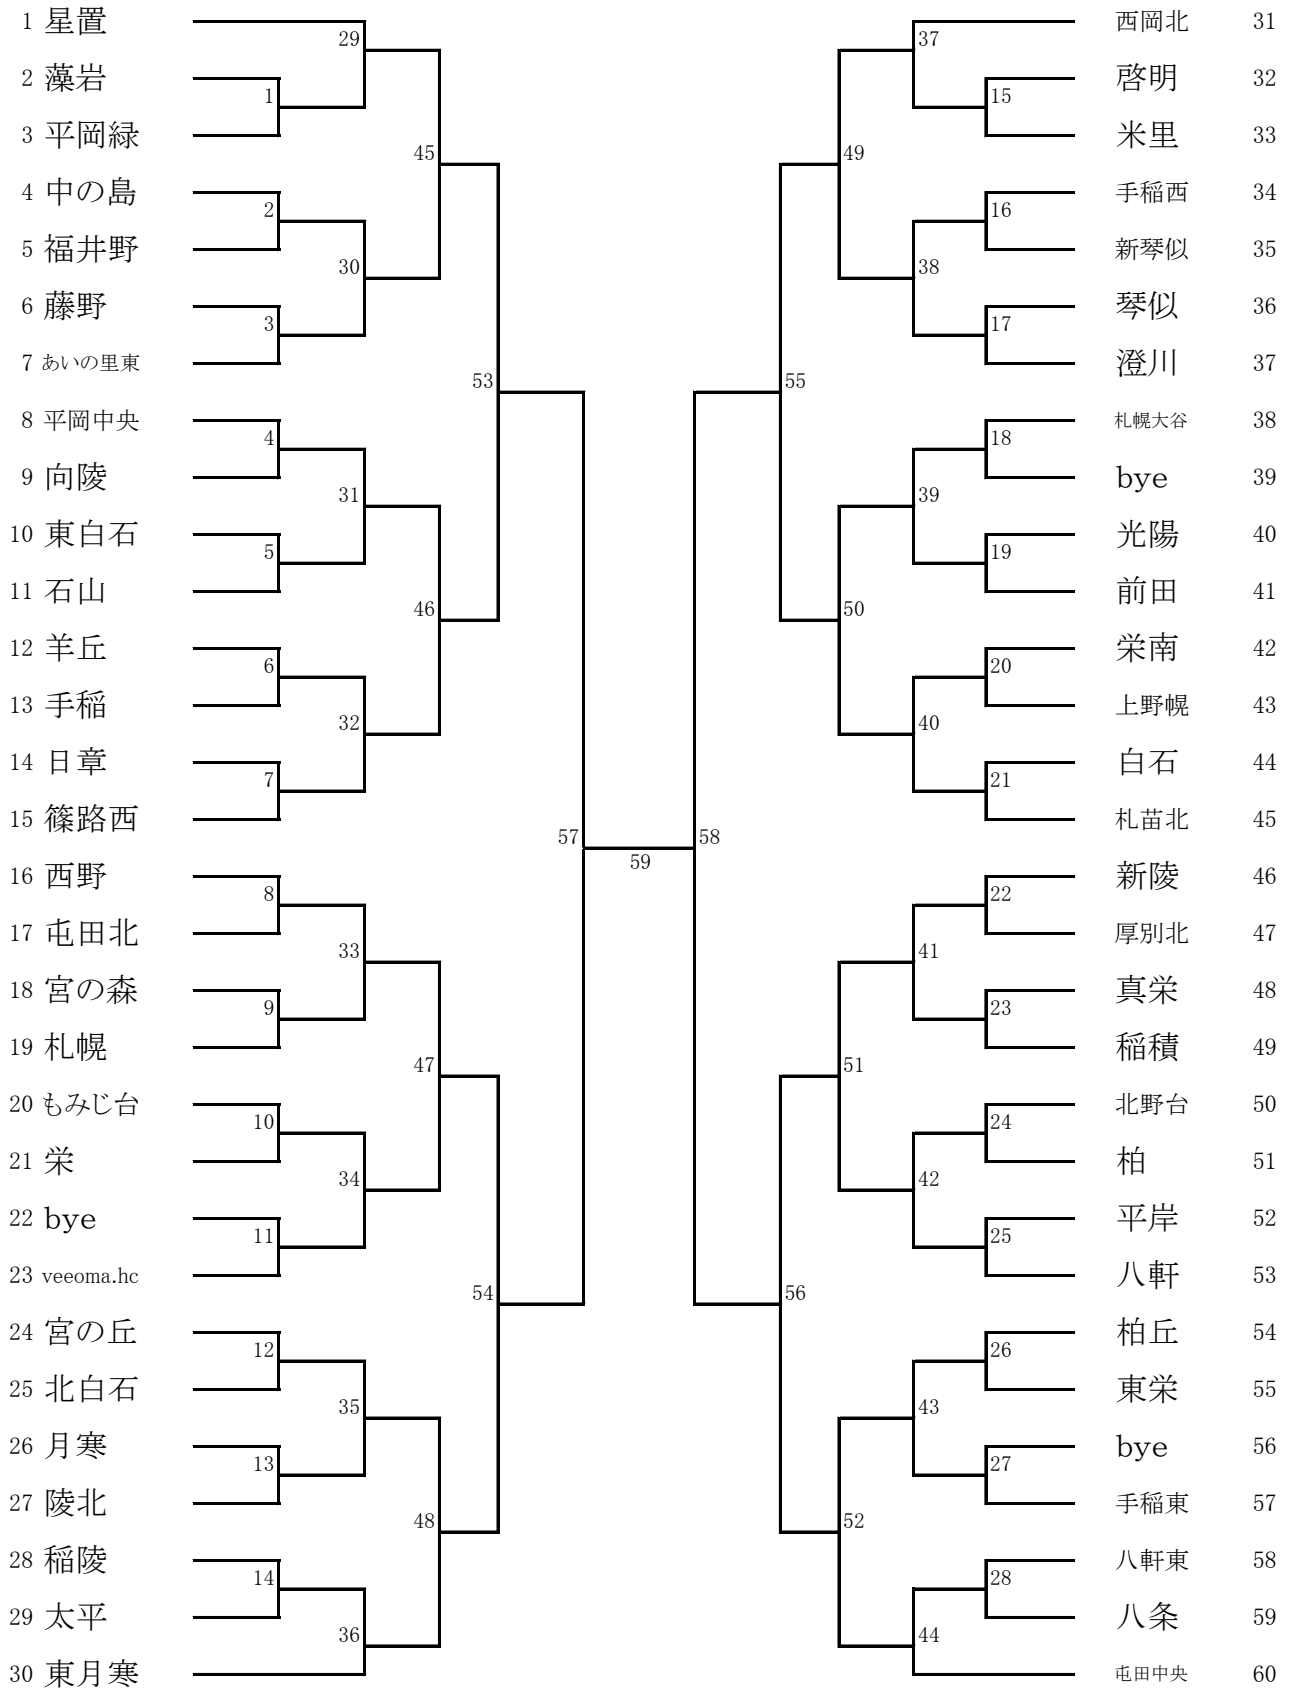 1 星置
2 藻岩
3 平岡緑
4 中の島
5 福井野
6 藤野
7 あいの里東
8 平岡中央
9 向陵
10 東白石
11 石山
12 羊丘
13 手稲
14 日章
15 篠路西
16 西野
17 屯田北
18 宮の森
19 札幌
20 もみじ台
21 栄
22 bye
23 veeoma.hc
24 宮の丘
25 北白石
26 月寒
27 陵北
28 稲陵
29 太平
30 東月寒
1
2
3
4
5
6
7
8
9
10
11
12
13
14
29
30
31
32
33
34
35
36
45
46
47
48
53
54
57
59
58
55
56
49
50
51
52
37
38
39
40
41
42
43
44
15
16
17
18
19
20
21
22
23
24
25
26
27
28
西岡北 31
啓明 32
米里 33
手稲西 34
新琴似 35
琴似 36
澄川 37
札幌大谷 38
bye 39
光陽 40
前田 41
栄南 42
上野幌 43
白石 44
札苗北 45
新陵 46
厚別北 47
真栄 48
稲積 49
北野台 50
柏 51
平岸 52
八軒 53
柏丘 54
東栄 55
bye 56
手稲東 57
八軒東 58
八条 59
屯田中央 60